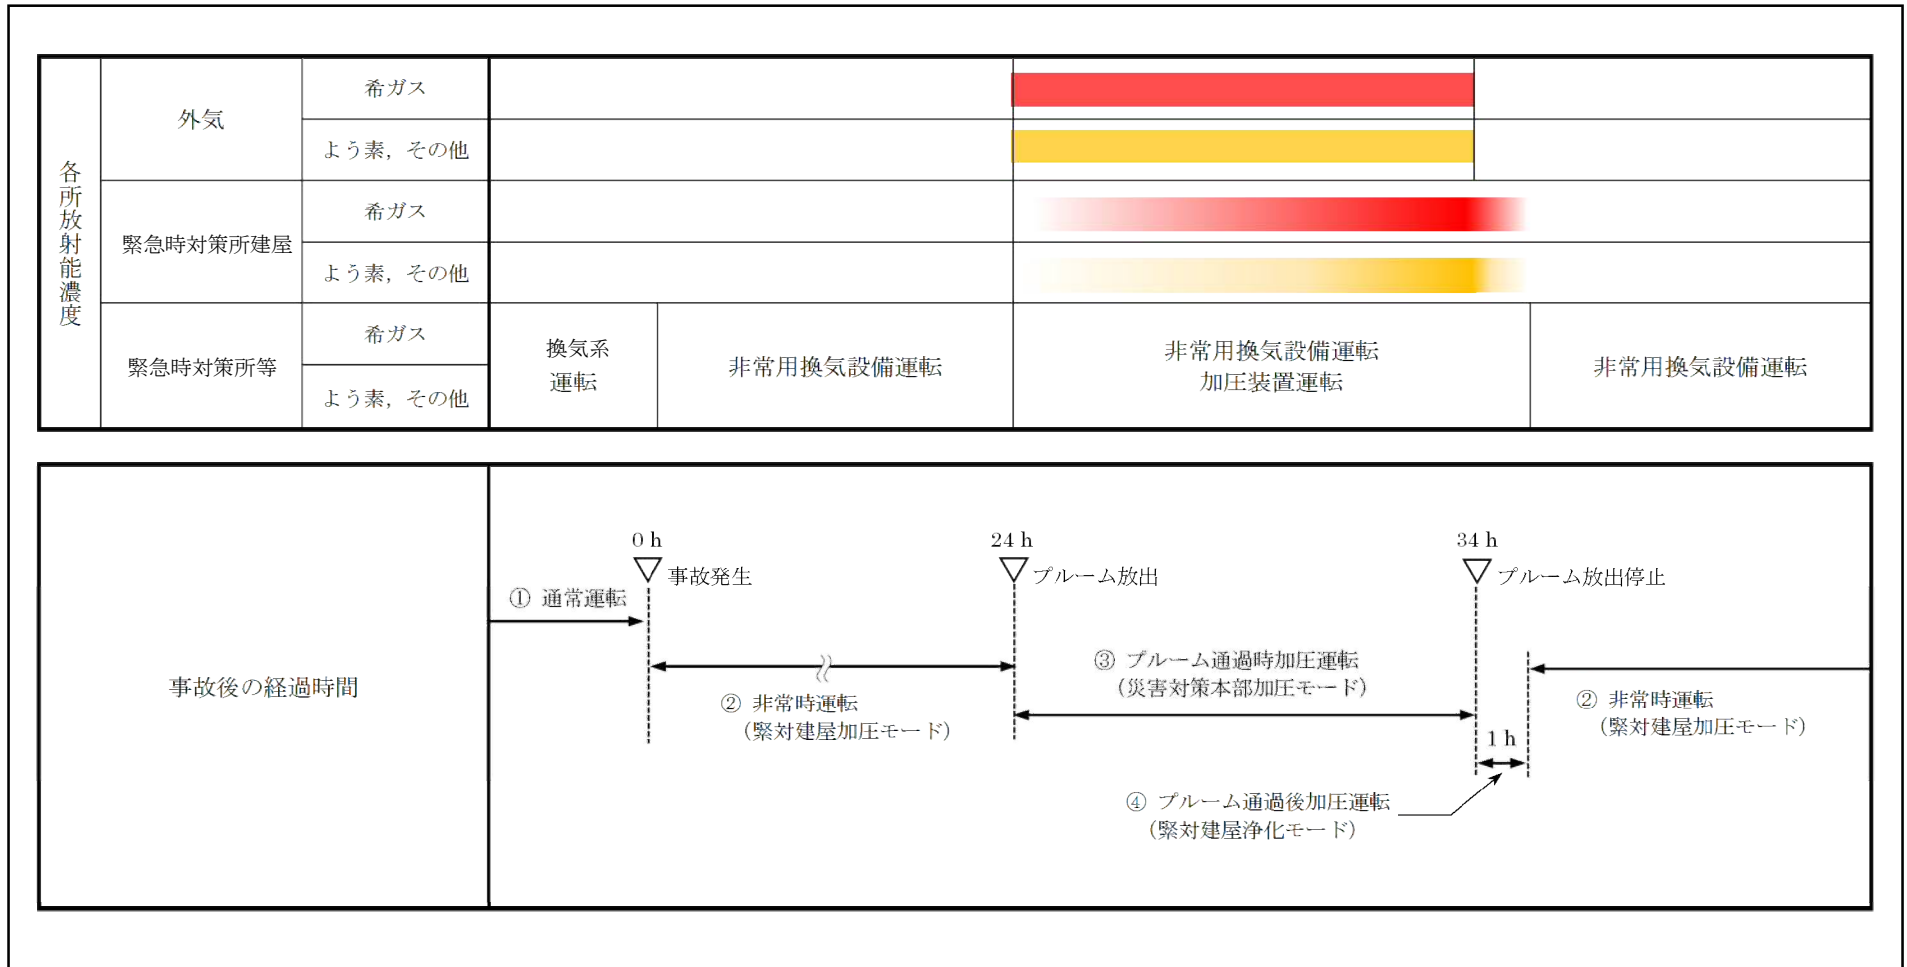 各所放射能濃度
外気
希ガス
よう素，その他
緊急時対策所建屋
希ガス
よう素，その他
緊急時対策所等
希ガス
よう素，その他
換気系
運転
非常用換気設備運転
非常用換気設備運転
加圧装置運転
非常用換気設備運転
事故後の経過時間
0 h
事故発生
24 h
プルーム放出
34 h
プルーム放出停止
① 通常運転
② 非常時運転
（緊対建屋加圧モード）
③ プルーム通過時加圧運転
（災害対策本部加圧モード）
1 h
② 非常時運転
（緊対建屋加圧モード）
④ プルーム通過後加圧運転
（緊対建屋浄化モード）